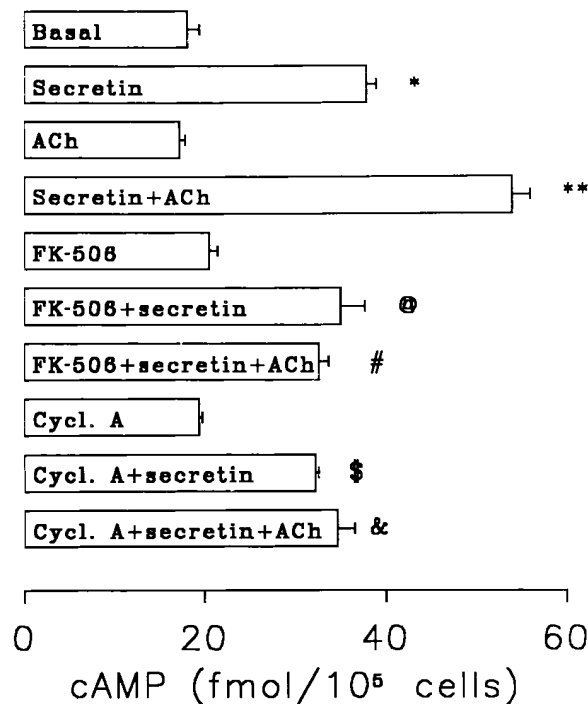 Basal
Secretin *
ACh
Secretin+ACh **
FK-506
FK-506+secretin @
FK-506+secretin+ACh #
Cycl. A
Cycl. A+secretin $
Cycl. A+secretin+ACh &
0 20 40 60
cAMP (fmol/10⁵ cells)